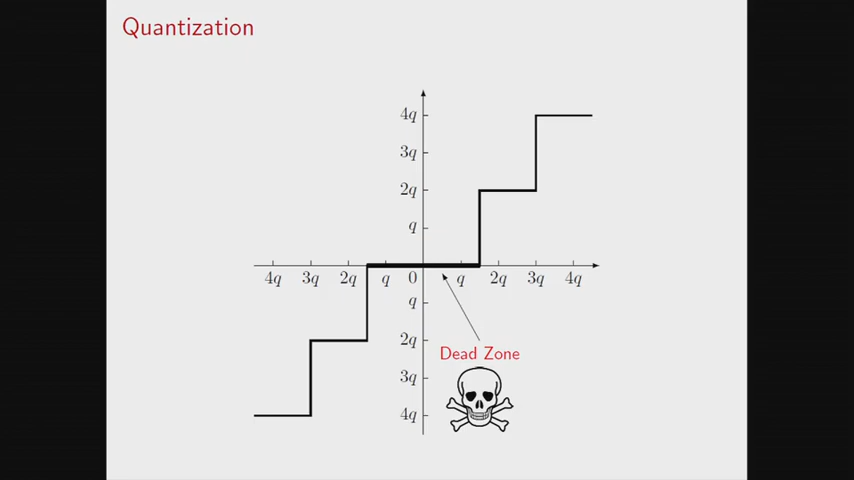 Quantization
4q
3q
2q
q
4q 3q 2q q 0 q 2q 3q 4q
q
2q
Dead Zone
3q
4q